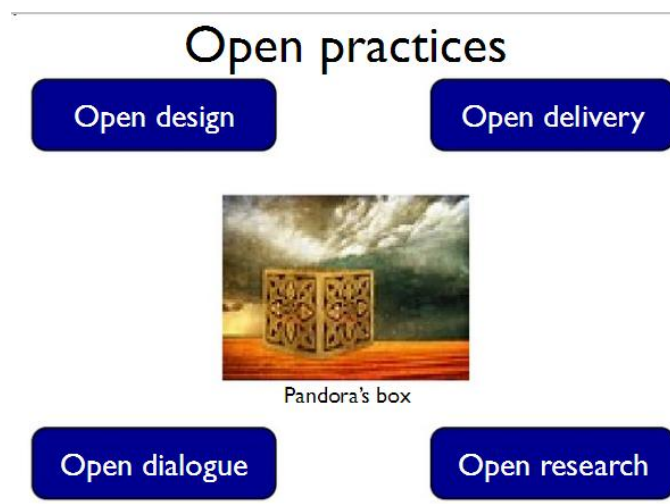 Open practices
Open design
Open delivery
Pandora's box
Open dialogue
Open research